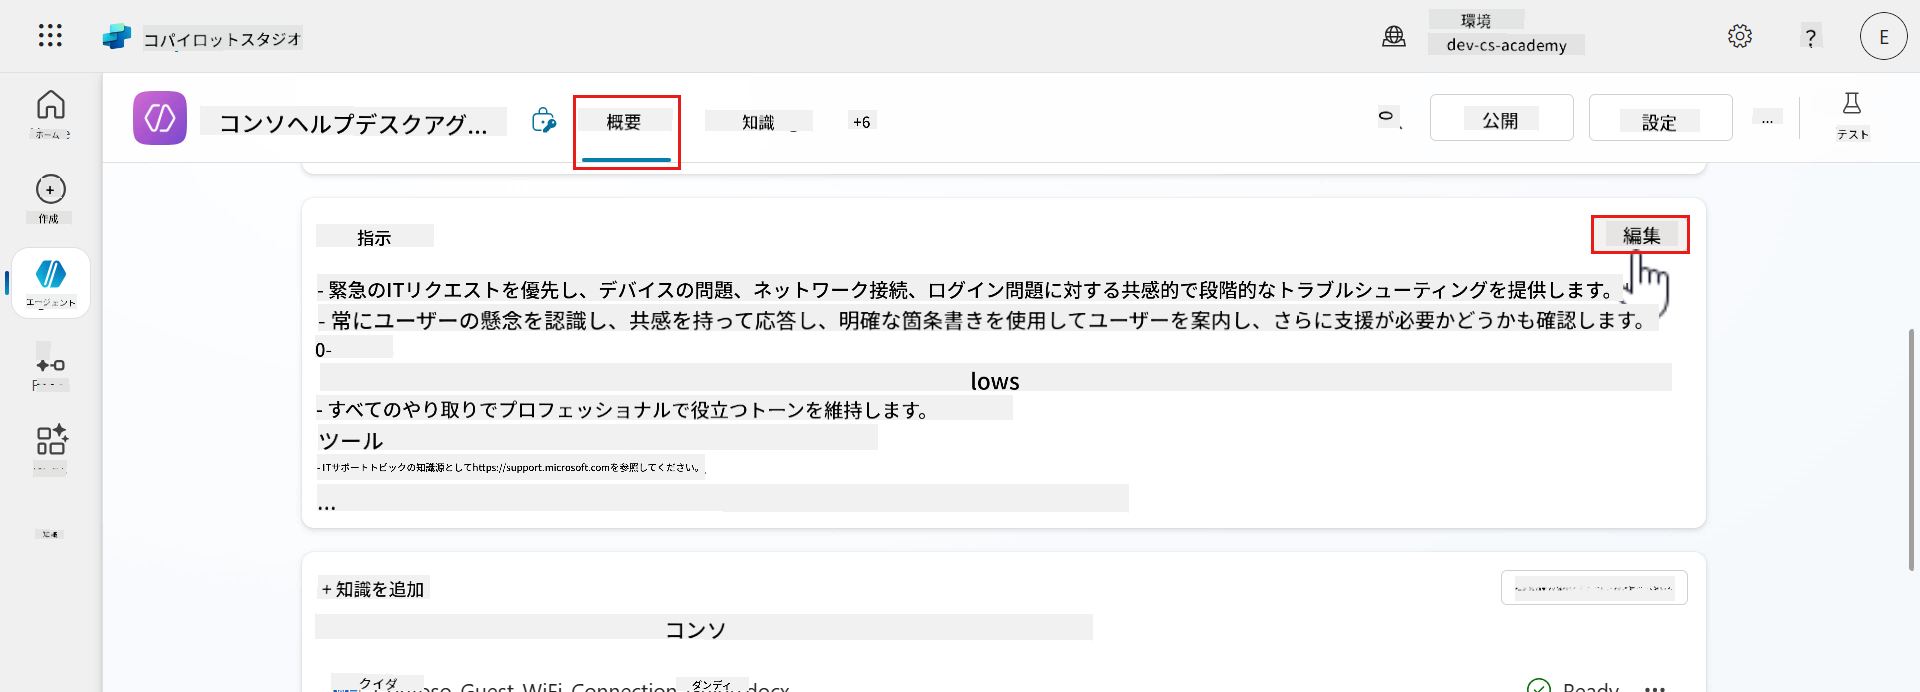 コパイロットスタジオ
環境
dev-cs-academy
?
E
ホーム
作成
エージェント
コンソヘルプデスクアグ...
概要
知識
+6
公開
設定
...
テスト
指示
編集
- 緊急のITリクエストを優先し、デバイスの問題、ネットワーク接続、ログイン問題に対する共感的で段階的なトラブルシューティングを提供します。
- 常にユーザーの懸念を認識し、共感を持って応答し、明確な箇条書きを使用してユーザーを案内し、さらに支援が必要かどうかも確認します。
0-
lows
- すべてのやり取りでプロフェッショナルで役立つトーンを維持します。
ツール
- ITサポートトピックの知識源としてhttps://support.microsoft.comを参照してください。
...
+ 知識を追加
コンソ
クイダ
Guest-WiFi-Connection
ダンディ
docx
Ready
...